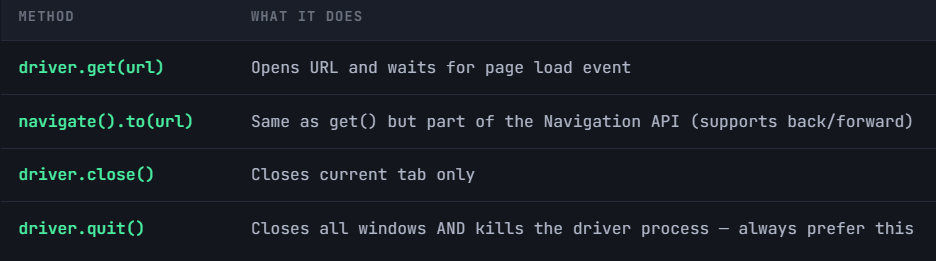 METHOD WHAT IT DOES
driver.get(url) Opens URL and waits for page load event
navigate().to(url) Same as get() but part of the Navigation API (supports back/forward)
driver.close() Closes current tab only
driver.quit() Closes all windows AND kills the driver process — always prefer this